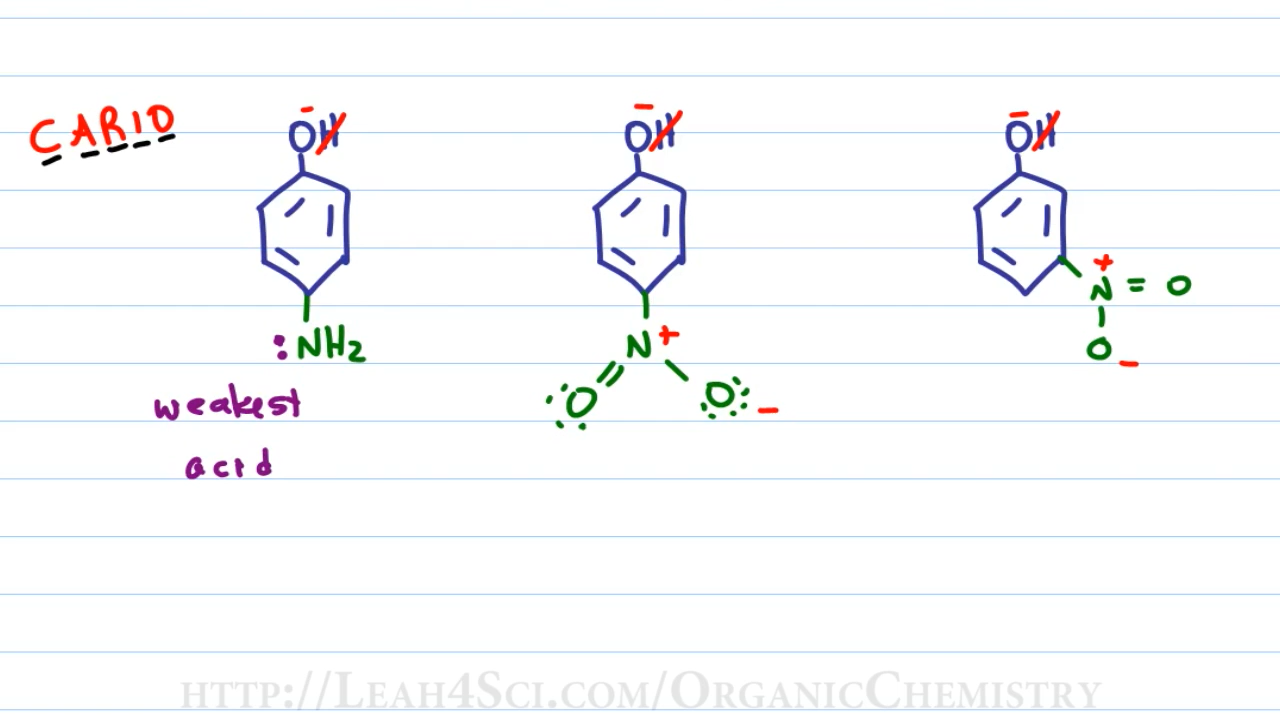 CARIO
OH OH OH
:NH2
N+
O O-
N+ = O
O-
weakest
acid
HTTP://LEAH4SCI.COM/ORGANICCHEMISTRY